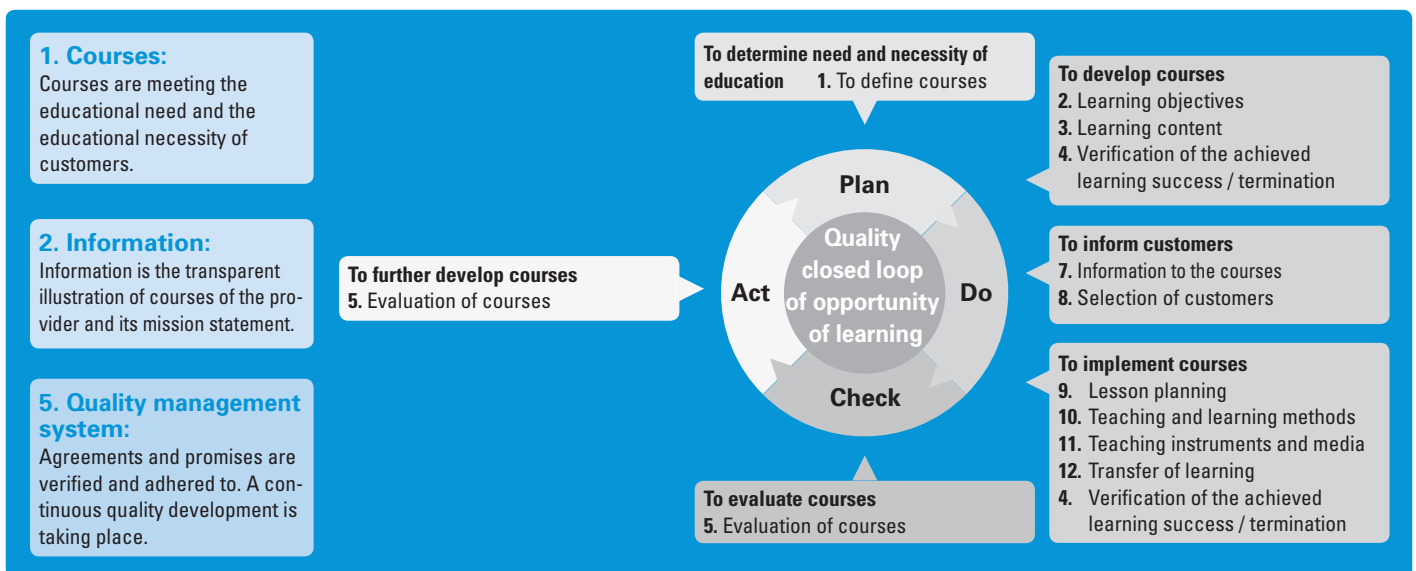 1. Courses:
Courses are meeting the
educational need and the
educational necessity of
customers.
2. Information:
Information is the transparent
illustration of courses of the pro-
vider and its mission statement.
5. Quality management
system:
Agreements and promises are
verified and adhered to. A con-
tinuous quality development is
taking place.
To further develop courses
5. Evaluation of courses
To determine need and necessity of
education 1. To define courses
Plan
Act
Quality
closed loop
of opportunity
of learning
Do
Check
To evaluate courses
5. Evaluation of courses
To develop courses
2. Learning objectives
3. Learning content
4. Verification of the achieved
learning success / termination
To inform customers
7. Information to the courses
8. Selection of customers
To implement courses
9. Lesson planning
10. Teaching and learning methods
11. Teaching instruments and media
12. Transfer of learning
4. Verification of the achieved
learning success / termination